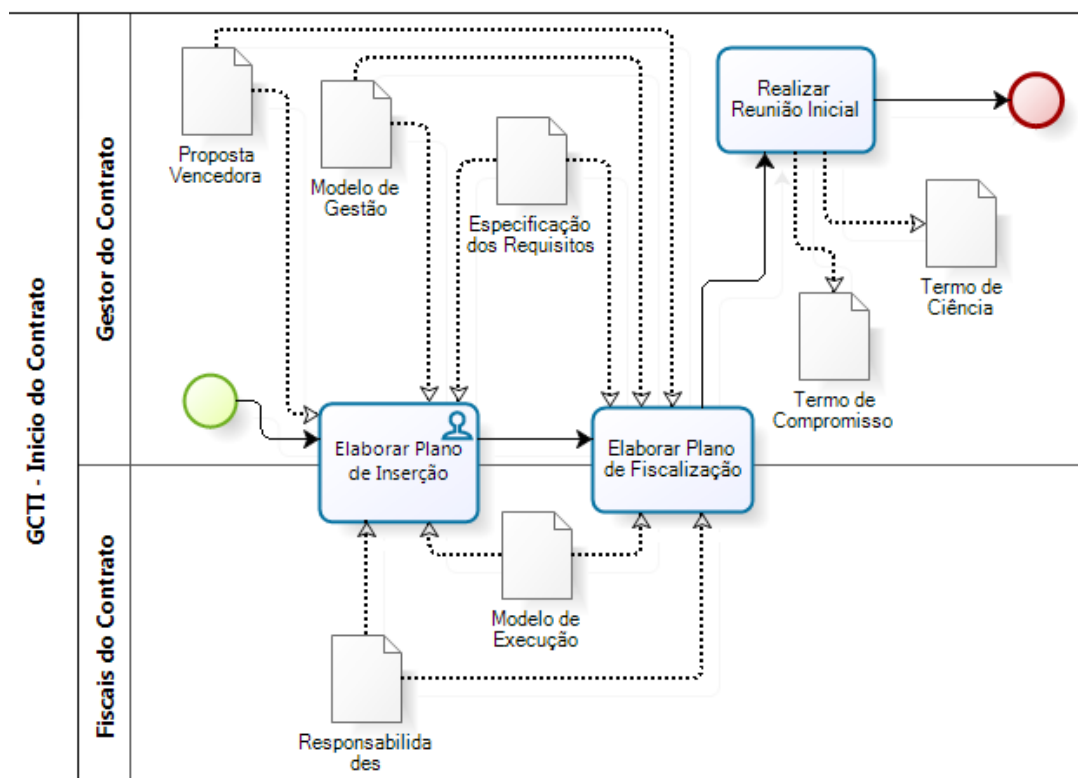 GCTI - Inicio do Contrato
Gestor do Contrato
Proposta
Vencedora
Modelo de
Gestão
Especificação
dos Requisitos
Realizar
Reunião Inicial
Termo de
Ciência
Termo de
Compromisso
Elaborar Plano
de Inserção
Elaborar Plano
de Fiscalização
Fiscais do Contrato
Modelo de
Execução
Responsabilida
des